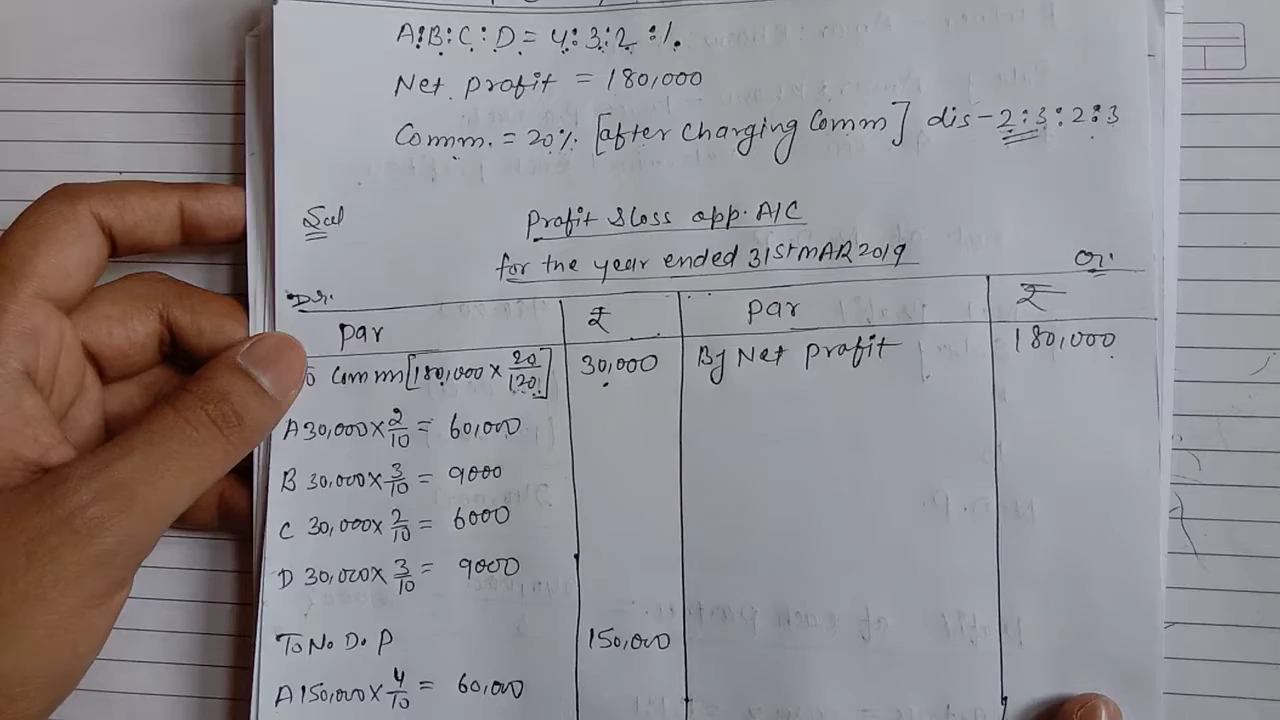 A:B:C:D = 4:3:2:1.
Net. profit = 180,000
Comm. = 20% [after charging Comm] dis - 2:3:2:3
Sol
Profit & loss app. A/C
for the year ended 31st MAR 2019
Dr. Cr.
Par ₹ Par ₹
To Comm [180,000 × 20/120] 30,000 By Net profit 180,000
A 30,000 × 2/10 = 60,000
B 30,000 × 3/10 = 9000
C 30,000 × 2/10 = 6000
D 30,000 × 3/10 = 9000
To No D. P 150,000
A 150,000 × 4/10 = 60,000